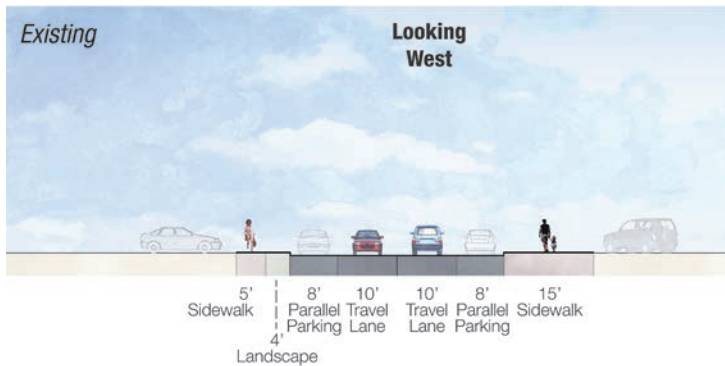 Existing
Looking
West
5'
Sidewalk
4'
Landscape
8'
Parallel
Parking
10'
Travel
Lane
10'
Travel
Lane
8'
Parallel
Parking
15'
Sidewalk